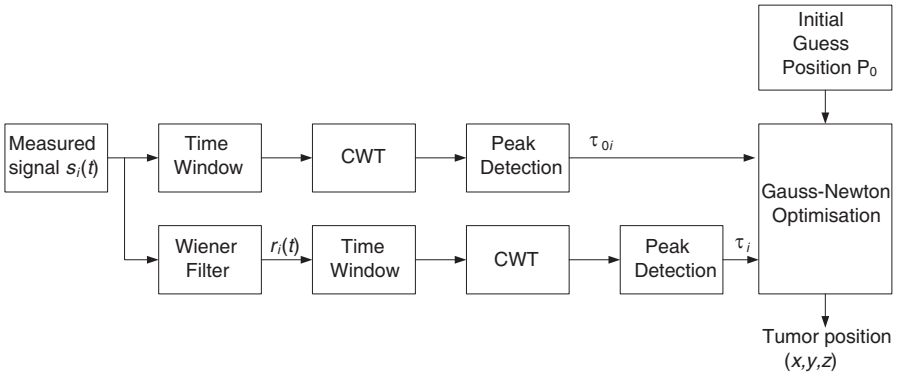 Initial
Guess
Position P₀
Measured
signal sᵢ(t)
Time
Window
CWT
Peak
Detection
τ₀ᵢ
Gauss-Newton
Optimisation
Wiener
Filter
rᵢ(t)
Time
Window
CWT
Peak
Detection
τᵢ
Tumor position
(x,y,z)